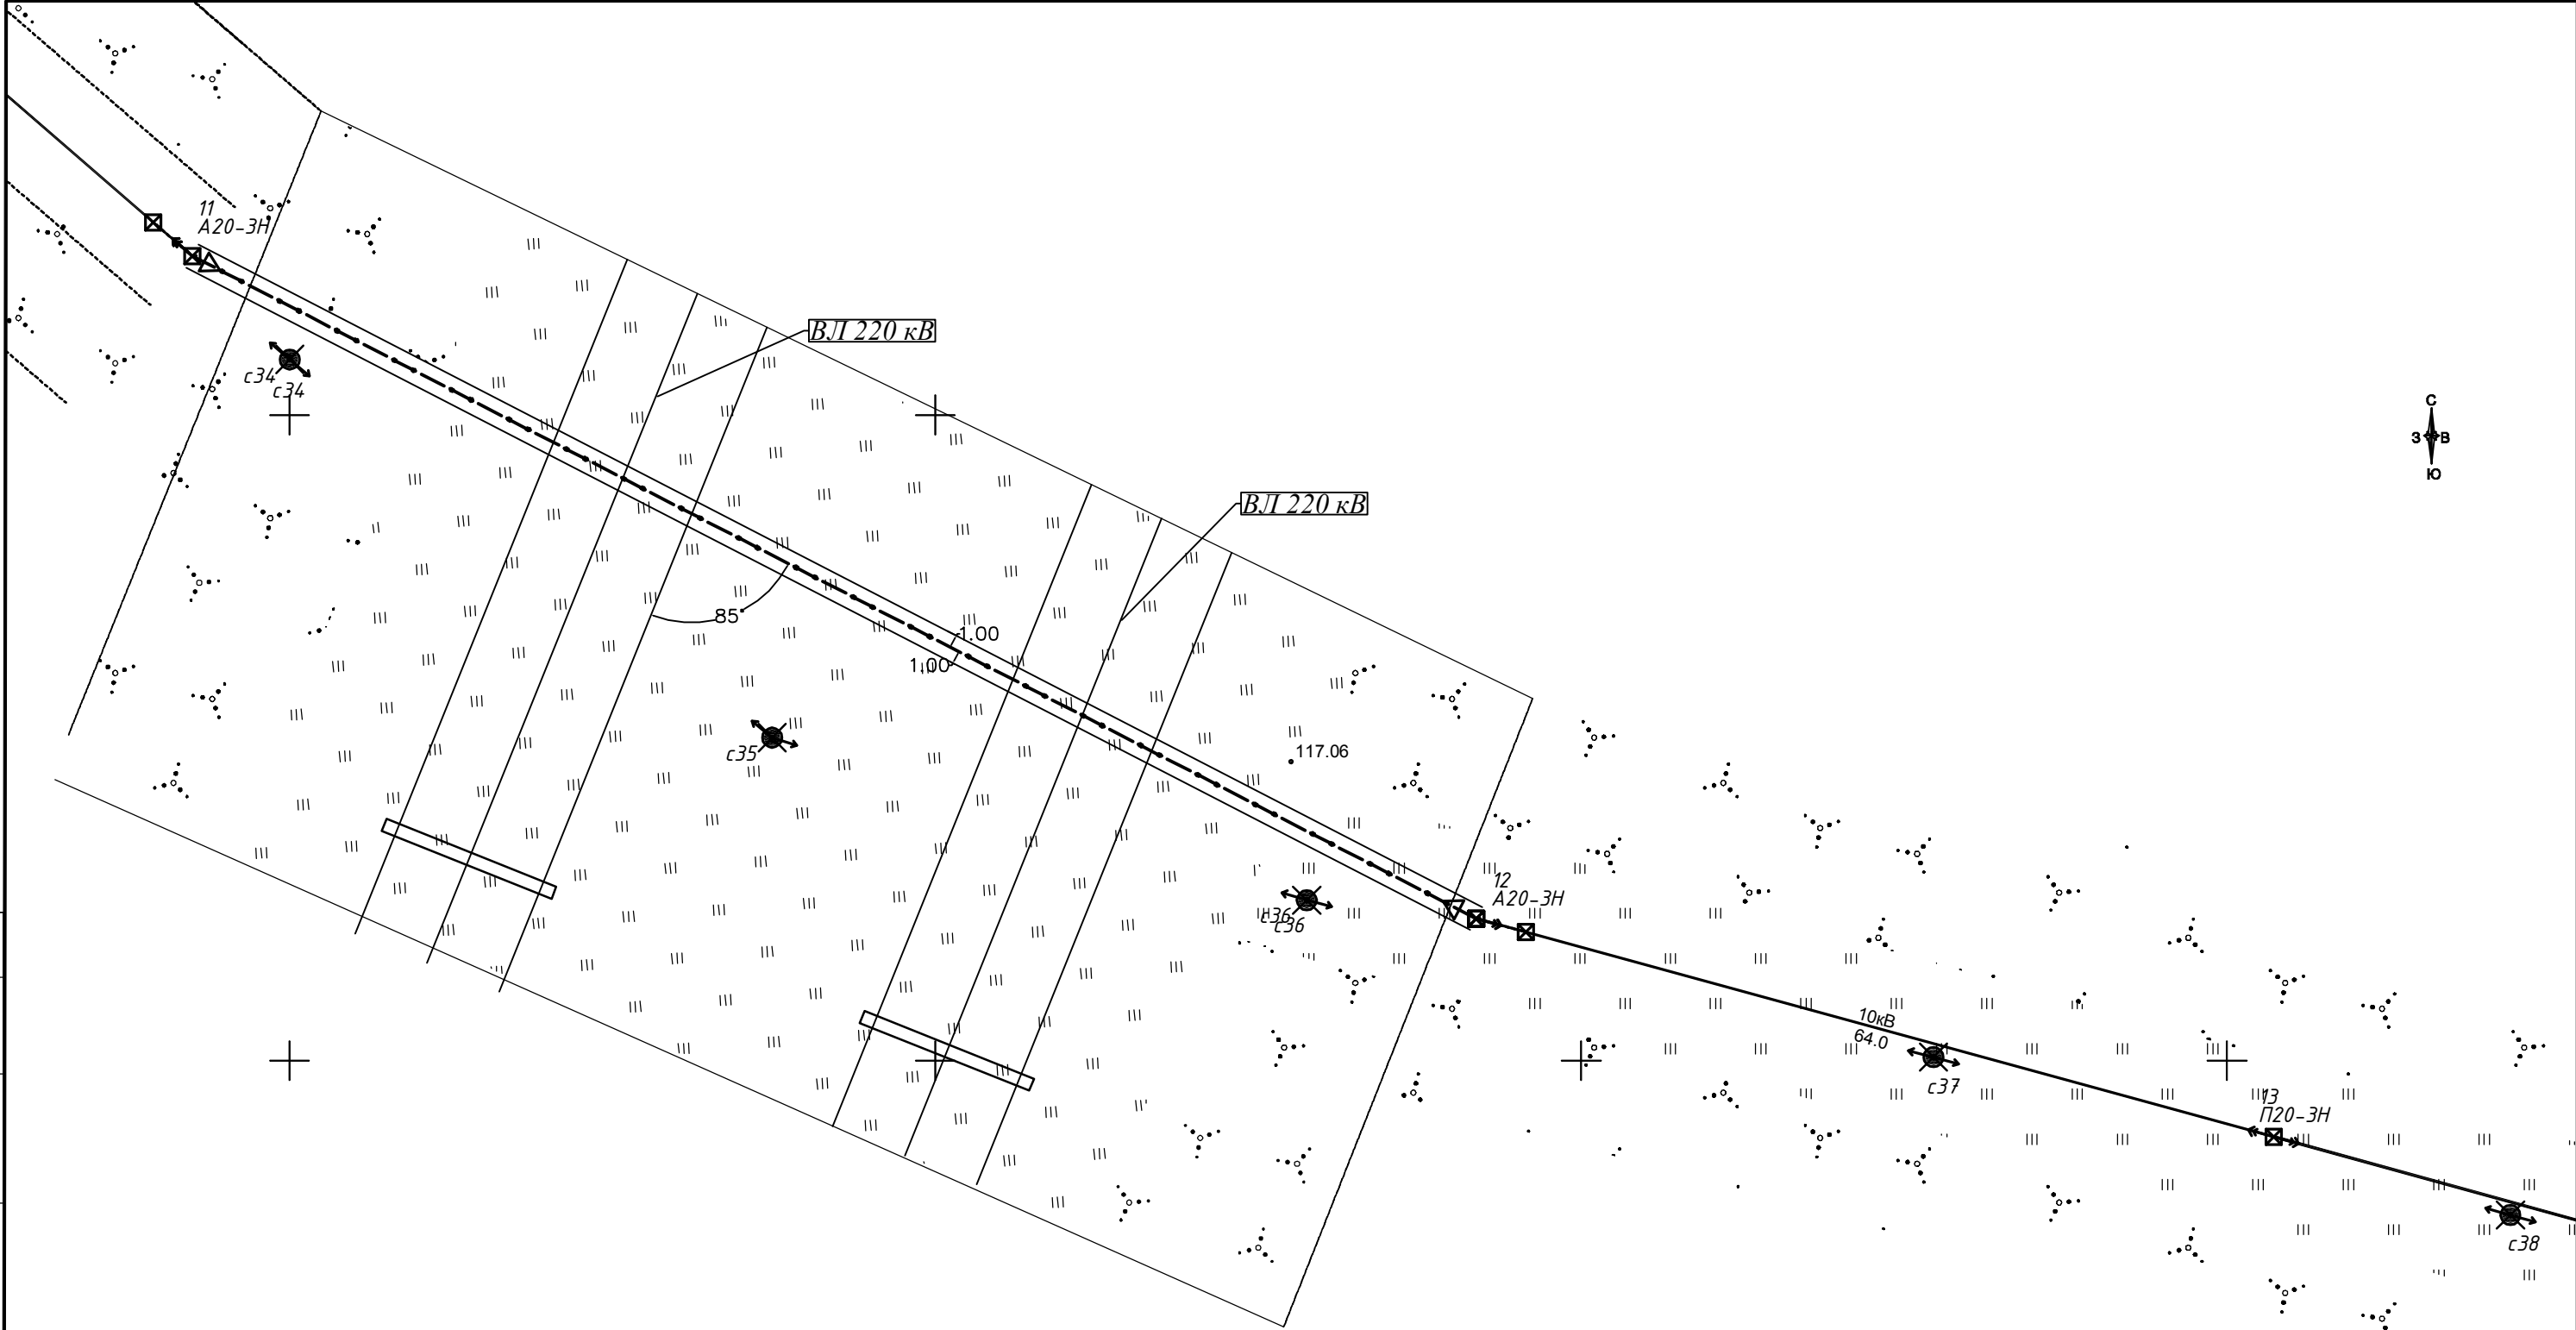 11
А20-3Н
ВЛ 220 кВ
с34
с34
С
З В
Ю
ВЛ 220 кВ
85°
1.00
1.00
с35
117.06
12
А20-3Н
с36
с36
10кВ
64.0
с37
13
П20-3Н
с38